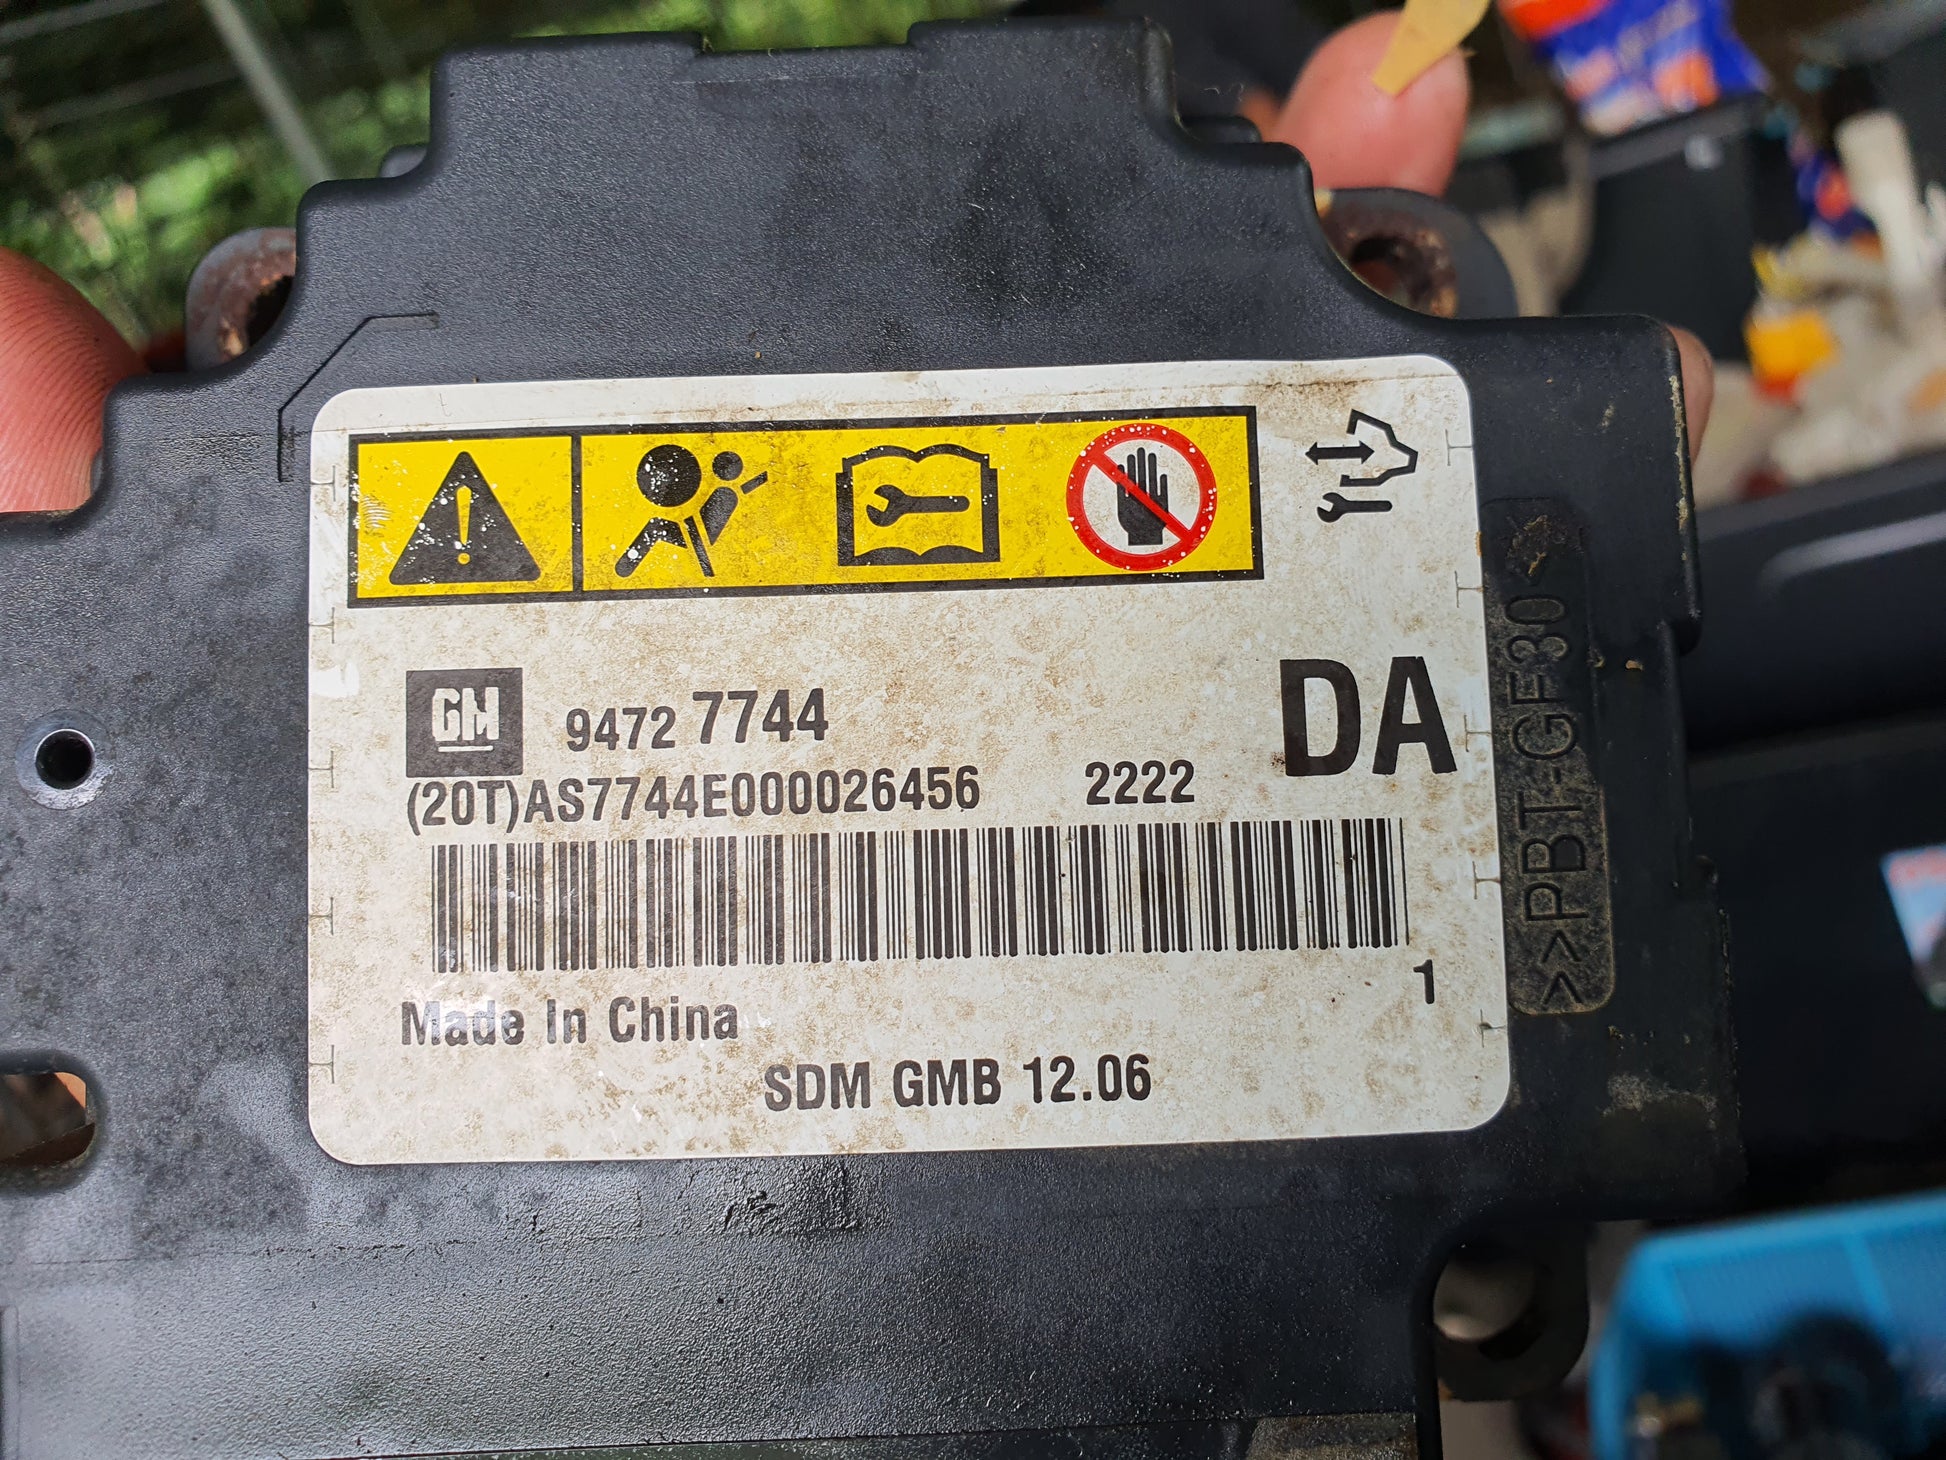 GM 9472 7744 DA
(20T)AS7744E000026456 2222
1
Made In China
SDM GMB 12.06
>>PBT-GF30<